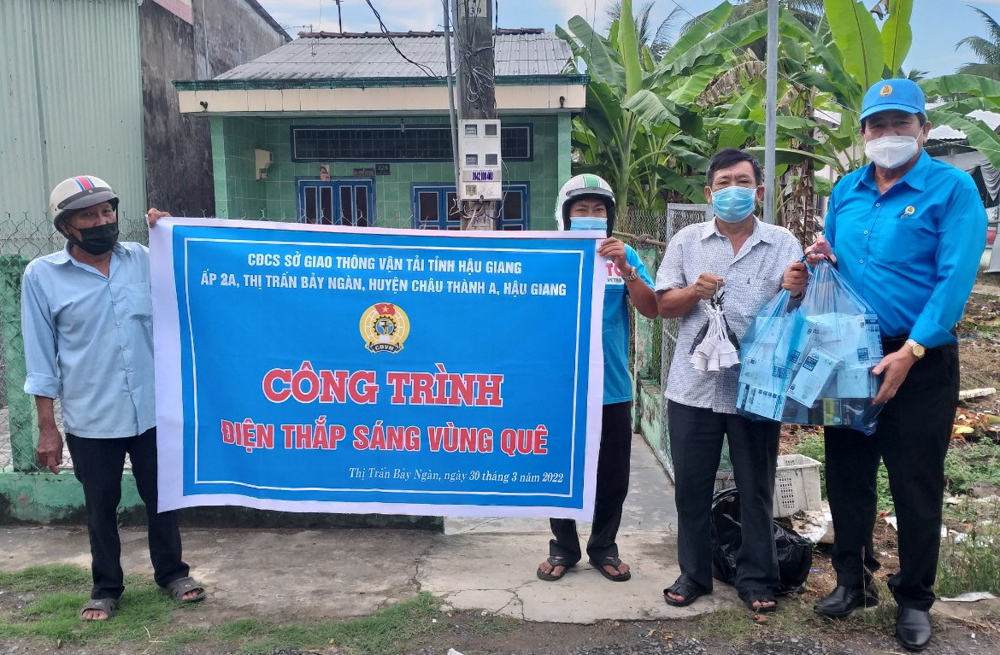 CĐCS SỞ GIAO THÔNG VẬN TẢI TỈNH HẬU GIANG
ẤP 2A, THỊ TRẤN BẢY NGÀN, HUYỆN CHÂU THÀNH A, HẬU GIANG
CĐVN
CÔNG TRÌNH
ĐIỆN THẮP SÁNG VÙNG QUÊ
Thị Trấn Bảy Ngàn, ngày 30 tháng 3 năm 2022